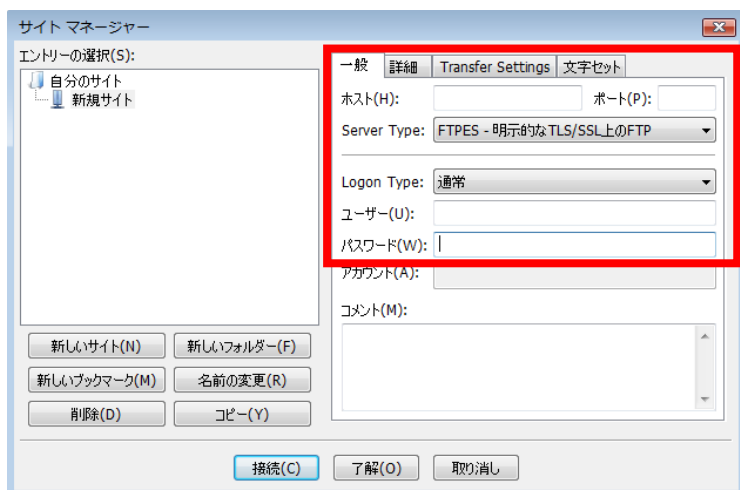 サイト マネージャー
エントリーの選択(S):
自分のサイト
新規サイト
新しいサイト(N)
新しいフォルダー(F)
新しいブックマーク(M)
名前の変更(R)
削除(D)
コピー(Y)
一般
詳細
Transfer Settings
文字セット
ホスト(H):
ポート(P):
Server Type:
FTPES - 明示的なTLS/SSL上のFTP
Logon Type:
通常
ユーザー(U):
パスワード(W):
アカウント(A):
コメント(M):
接続(C)
了解(O)
取り消し